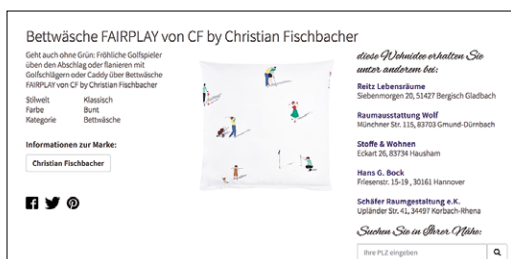 Bettwäsche FAIRPLAY von CF by Christian Fischbacher
Geht auch ohne Grün: Fröhliche Golfspieler
üben den Abschlag oder flanieren mit
Golfschlägern oder Caddy über Bettwäsche
FAIRPLAY von CF by Christian Fischbacher
Stilwelt Klassisch
Farbe Bunt
Kategorie Bettwäsche
Informationen zur Marke:
Christian Fischbacher
diese Wohnidee erhalten Sie
unter anderem bei:
Reitz Lebensräume
Siebenmorgen 20, 51427 Bergisch Gladbach
Raumausstattung Wolf
Münchner Str. 115, 83703 Gmund-Dürnbach
Stoffe & Wohnen
Eckart 26, 83734 Hausham
Hans G. Bock
Friesenstr. 15-19 , 30161 Hannover
Schäfer Raumgestaltung e.K.
Upländer Str. 41, 34497 Korbach-Rhena
Suchen Sie in Ihrer Nähe:
Ihre PLZ eingeben